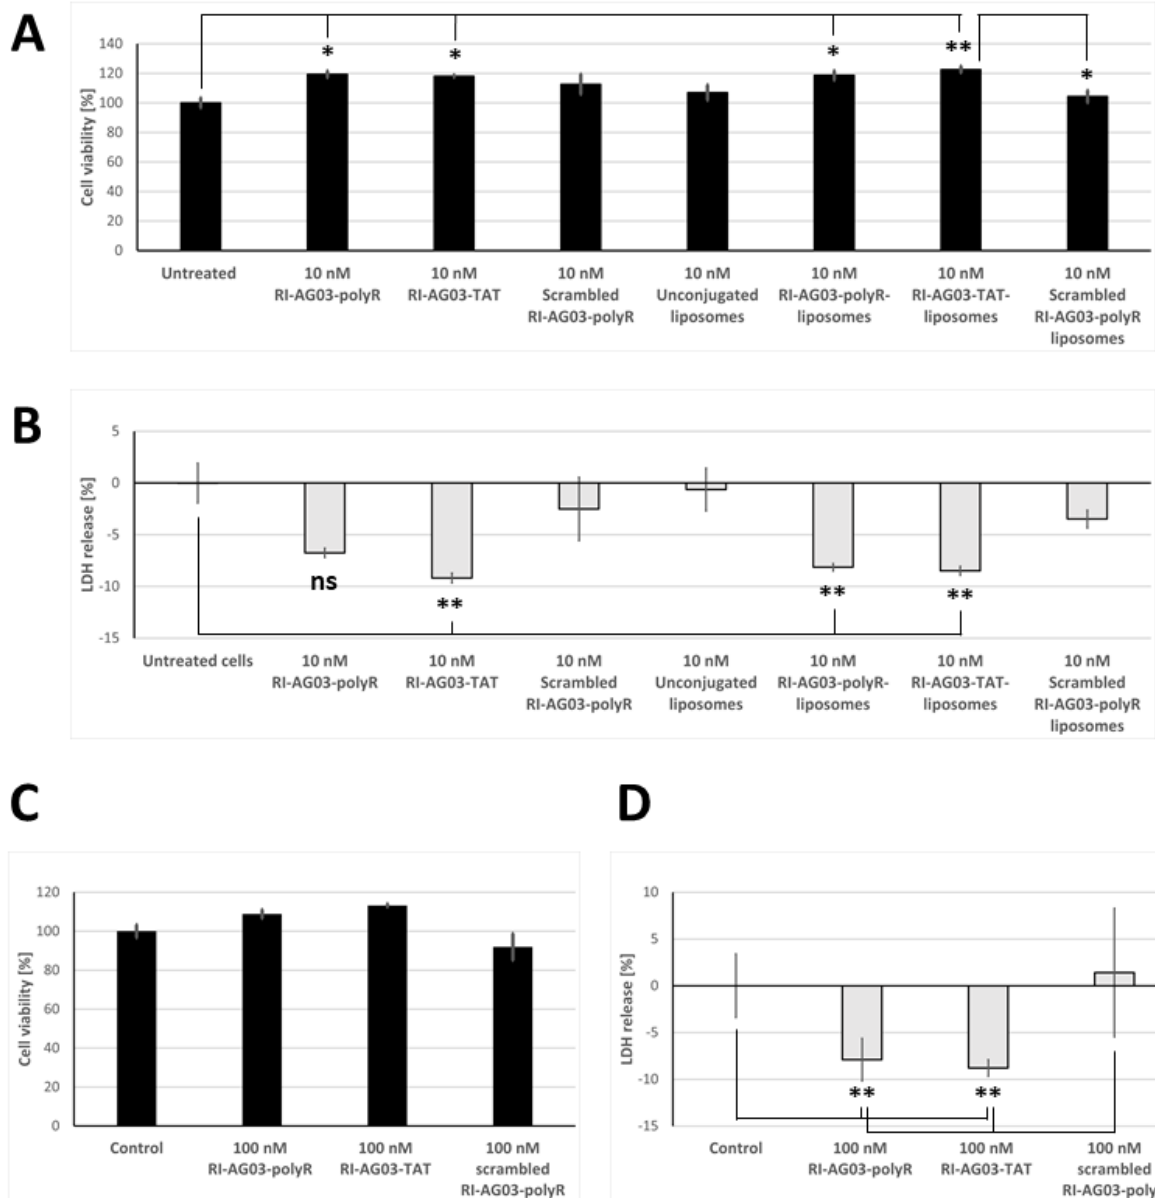 A
140
120
100
80
60
40
20
0
Cell viability [%]
* * * ** *
Untreated
10 nM
RI-AG03-polyR
10 nM
RI-AG03-TAT
10 nM
Scrambled
RI-AG03-polyR
10 nM
Unconjugated
liposomes
10 nM
RI-AG03-polyR-
liposomes
10 nM
RI-AG03-TAT-
liposomes
10 nM
Scrambled
RI-AG03-polyR
liposomes
B
5
0
-5
-10
-15
LDH release [%]
ns
** ** **
Untreated cells
10 nM
RI-AG03-polyR
10 nM
RI-AG03-TAT
10 nM
Scrambled
RI-AG03-polyR
10 nM
Unconjugated
liposomes
10 nM
RI-AG03-polyR-
liposomes
10 nM
RI-AG03-TAT-
liposomes
10 nM
Scrambled
RI-AG03-polyR
liposomes
C
120
100
80
60
40
20
0
Cell viability [%]
Control
100 nM
RI-AG03-polyR
100 nM
RI-AG03-TAT
100 nM
scrambled
RI-AG03-polyR
D
10
5
0
-5
-10
-15
LDH release [%]
** **
Control
100 nM
RI-AG03-polyR
100 nM
RI-AG03-TAT
100 nM
scrambled